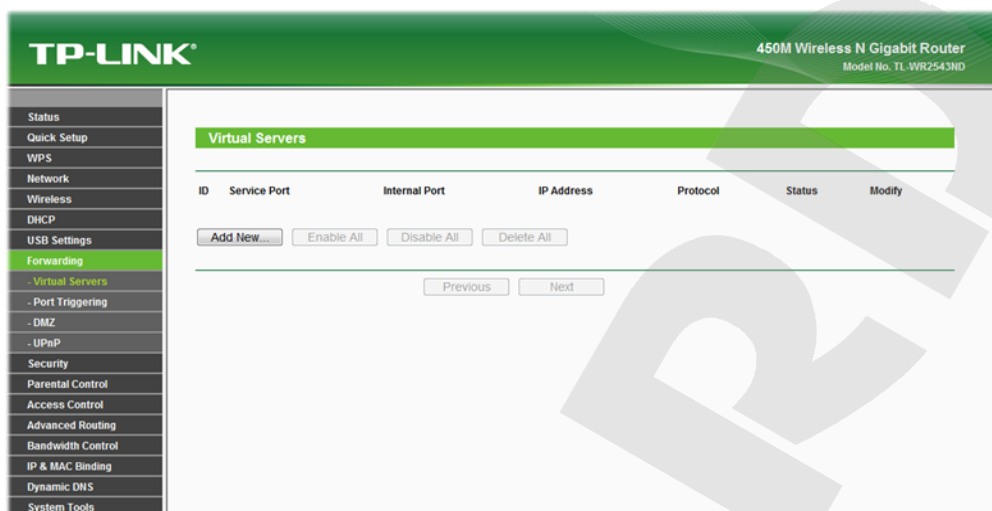 TP-LINK®
450M Wireless N Gigabit Router
Model No. TL-WR2543ND
Status
Quick Setup
WPS
Network
Wireless
DHCP
USB Settings
Forwarding
- Virtual Servers
- Port Triggering
- DMZ
- UPnP
Security
Parental Control
Access Control
Advanced Routing
Bandwidth Control
IP & MAC Binding
Dynamic DNS
System Tools
Virtual Servers
ID Service Port Internal Port IP Address Protocol Status Modify
Add New... Enable All Disable All Delete All
Previous Next